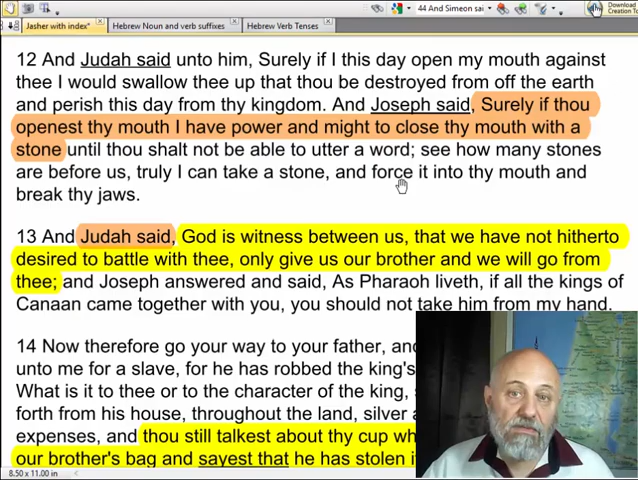 44 And Simeon sai
Download
Creation To
Jasher with index*
Hebrew Noun and verb suffixes
Hebrew Verb Tenses
12 And Judah said unto him, Surely if I this day open my mouth against
thee I would swallow thee up that thou be destroyed from off the earth
and perish this day from thy kingdom. And Joseph said, Surely if thou
openest thy mouth I have power and might to close thy mouth with a
stone until thou shalt not be able to utter a word; see how many stones
are before us, truly I can take a stone, and force it into thy mouth and
break thy jaws.
13 And Judah said, God is witness between us, that we have not hitherto
desired to battle with thee, only give us our brother and we will go from
thee; and Joseph answered and said, As Pharaoh liveth, if all the kings of
Canaan came together with you, you should not take him from my hand.
14 Now therefore go your way to your father, and
unto me for a slave, for he has robbed the king's
What is it to thee or to the character of the king,
forth from his house, throughout the land, silver
expenses, and thou still talkest about thy cup wh
our brother's bag and sayest that he has stolen i
8.50 x 11.00 in